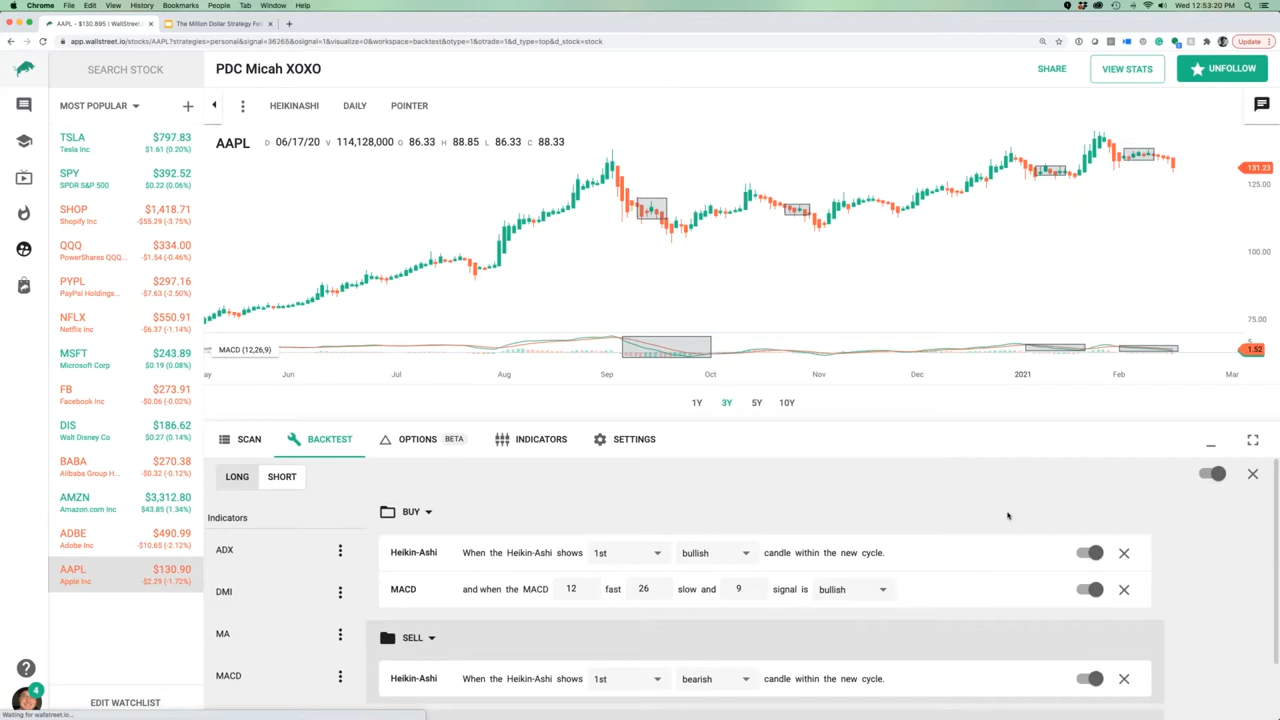 Chrome File Edit View History Bookmarks People Tab Window Help Wed 12:53:20 PM
AAPL - $130.895 | WallStreet.i × The Million Dollar Strategy Fe × +
app.wallstreet.io/stocks/AAPL?strategies=personal&signal=36265&osignal=1&visualize=0&workspace=backtest&otype=1&otrade=1&d_type=top&d_stock=stock Update
SEARCH STOCK PDC Micah XOXO SHARE VIEW STATS UNFOLLOW
MOST POPULAR + HEIKINASHI DAILY POINTER
AAPL D 06/17/20 V 114,128,000 O 86.33 H 88.85 L 86.33 C 88.33
TSLA $797.83
Tesla Inc $1.61 (0.20%)
SPY $392.52
SPDR S&P 500 $0.22 (0.06%)
SHOP $1,418.71
Shopify Inc -$55.29 (-3.75%)
QQQ $334.00
PowerShares QQQ... -$1.54 (-0.46%)
PYPL $297.16
PayPal Holdings... -$7.63 (-2.50%)
NFLX $550.91
Netflix Inc -$6.37 (-1.14%)
MSFT $243.89
Microsoft Corp $0.19 (0.08%)
FB $273.91
Facebook Inc -$0.06 (-0.02%)
DIS $186.62
Walt Disney Co $0.27 (0.14%)
BABA $270.38
Alibaba Group H... -$0.32 (-0.12%)
AMZN $3,312.80
Amazon.com Inc $43.85 (1.34%)
ADBE $490.99
Adobe Inc -$10.65 (-2.12%)
AAPL $130.90
Apple Inc -$2.29 (-1.72%)
EDIT WATCHLIST
4
Waiting for wallstreet.io...
131.23
125.00
100.00
75.00
MACD (12,26,9)
1.52
ay Jun Jul Aug Sep Oct Nov Dec 2021 Feb Mar
1Y 3Y 5Y 10Y
SCAN BACKTEST OPTIONS BETA INDICATORS SETTINGS
LONG SHORT
Indicators
ADX
DMI
MA
MACD
BUY
Heikin-Ashi When the Heikin-Ashi shows 1st bullish candle within the new cycle.
MACD and when the MACD 12 fast 26 slow and 9 signal is bullish
SELL
Heikin-Ashi When the Heikin-Ashi shows 1st bearish candle within the new cycle.